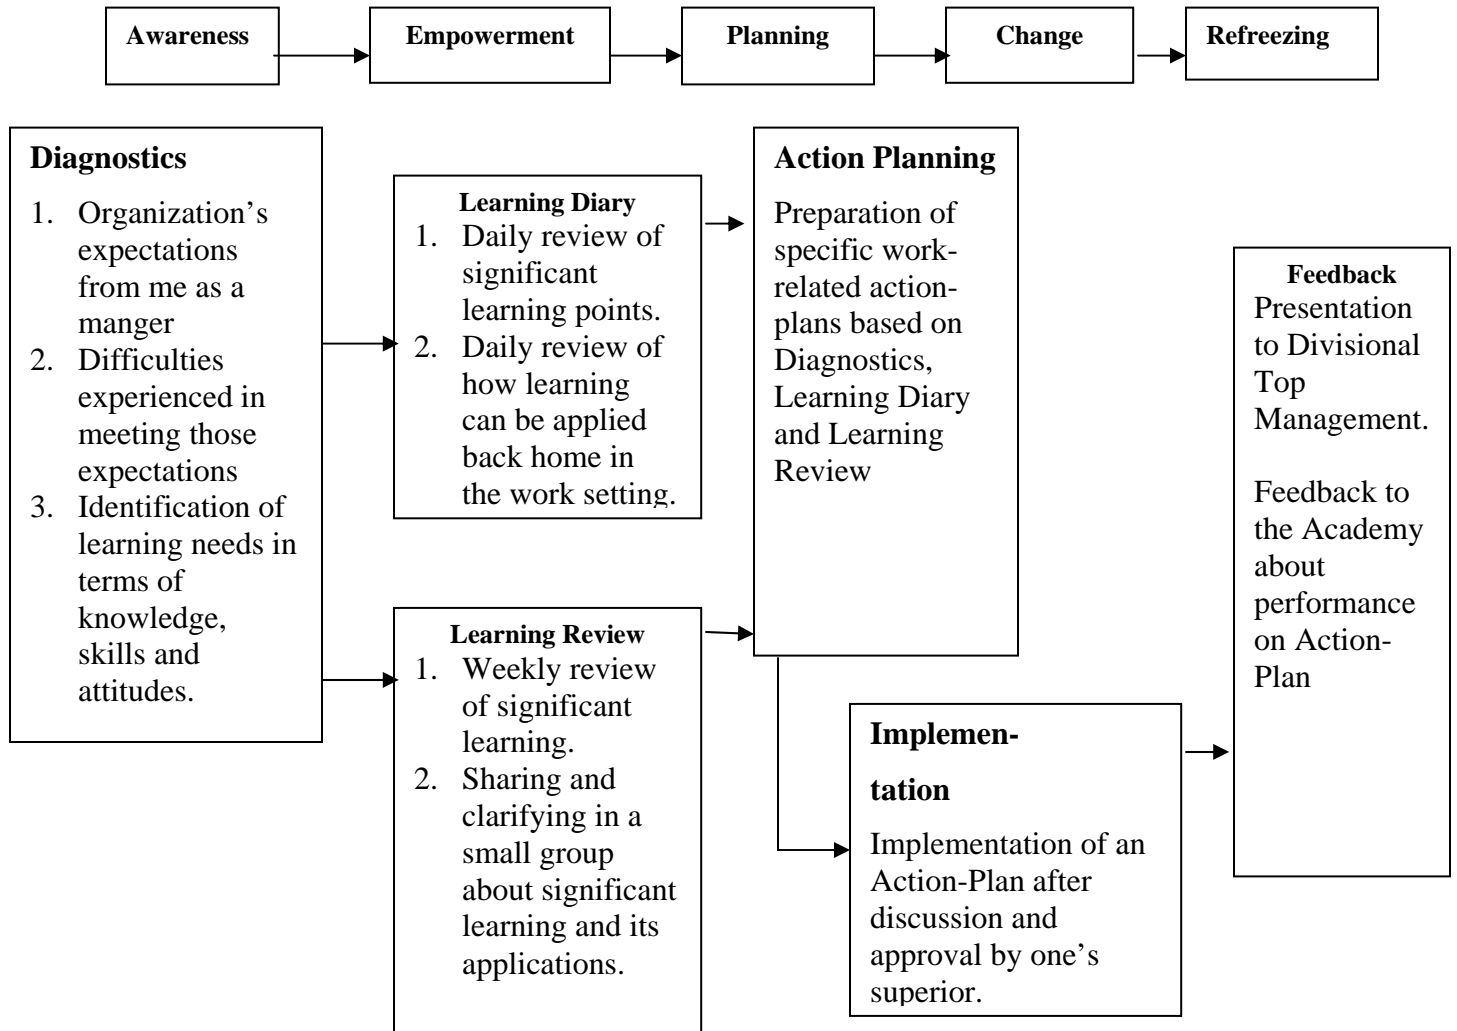 Awareness
Empowerment
Planning
Change
Refreezing
Diagnostics
1. Organization’s
expectations
from me as a
manger
2. Difficulties
experienced in
meeting those
expectations
3. Identification of
learning needs in
terms of
knowledge,
skills and
attitudes.
Learning Diary
1. Daily review of
significant
learning points.
2. Daily review of
how learning
can be applied
back home in
the work setting.
Learning Review
1. Weekly review
of significant
learning.
2. Sharing and
clarifying in a
small group
about significant
learning and its
applications.
Action Planning
Preparation of
specific work-
related action-
plans based on
Diagnostics,
Learning Diary
and Learning
Review
Implemen-
tation
Implementation of an
Action-Plan after
discussion and
approval by one’s
superior.
Feedback
Presentation
to Divisional
Top
Management.
Feedback to
the Academy
about
performance
on Action-
Plan